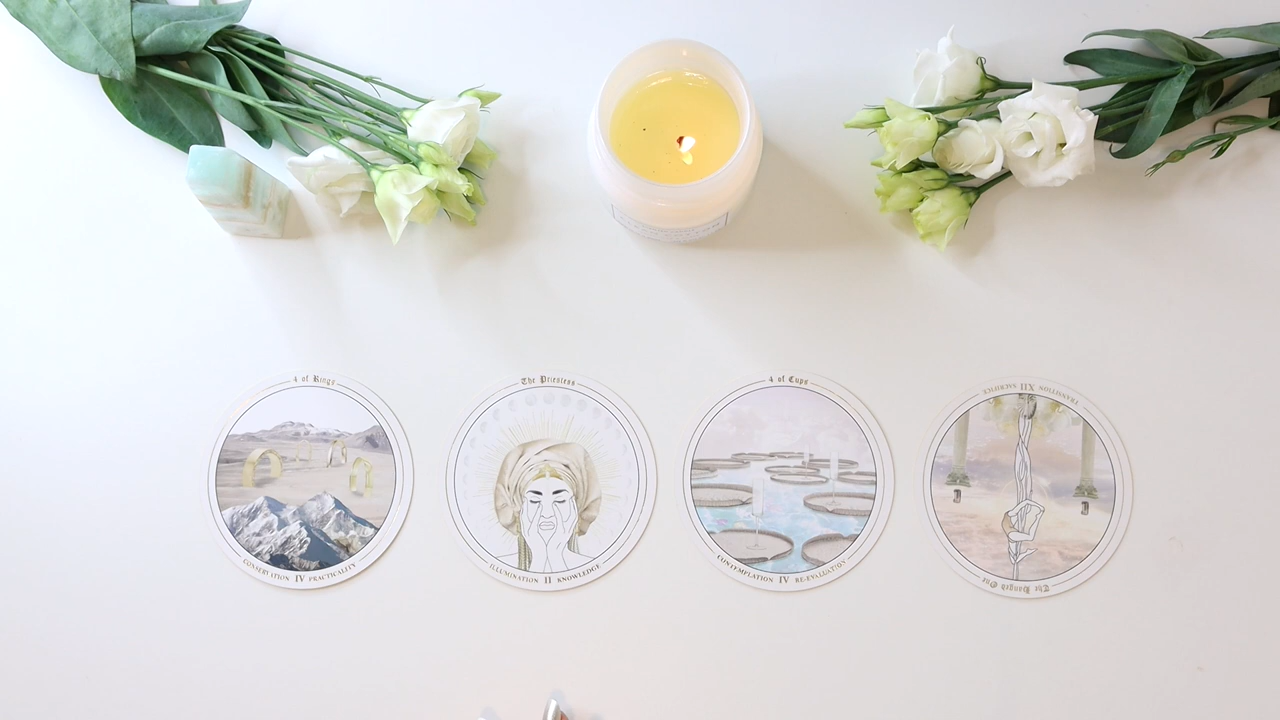 4 of Rings
CONSERVATION IV PRACTICALITY
The Priestess
ILLUMINATION II KNOWLEDGE
4 of Cups
CONTEMPLATION IV RE-EVALUATION
TRANSITION XII SACRIFICE
The Hanged One